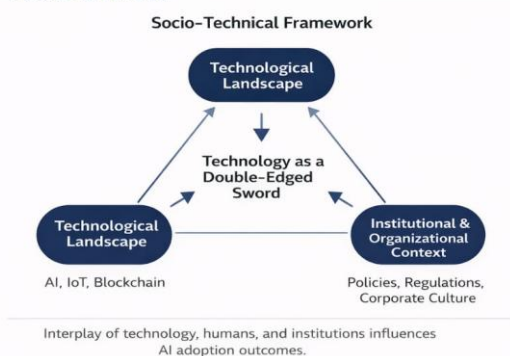 Socio-Technical Framework
Technological
Landscape
Technology as a
Double-Edged
Sword
Technological
Landscape
Institutional &
Organizational
Context
AI, IoT, Blockchain
Policies, Regulations,
Corporate Culture
Interplay of technology, humans, and institutions influences
AI adoption outcomes.